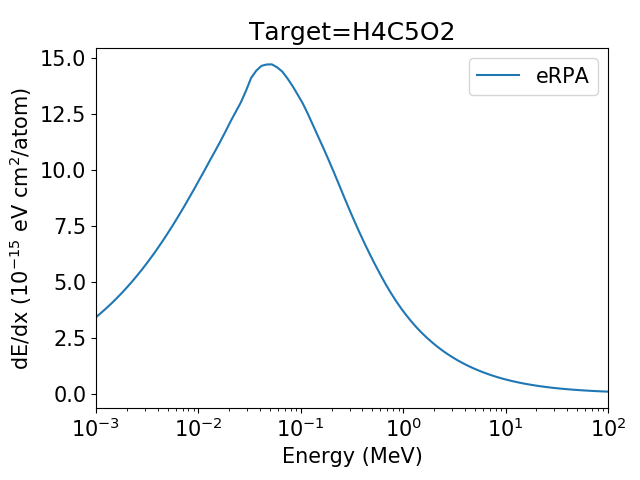 Target=H4C5O2
eRPA
dE/dx (10⁻¹⁵ eV cm²/atom)
15.0
12.5
10.0
7.5
5.0
2.5
0.0
10⁻³ 10⁻² 10⁻¹ 10⁰ 10¹ 10²
Energy (MeV)